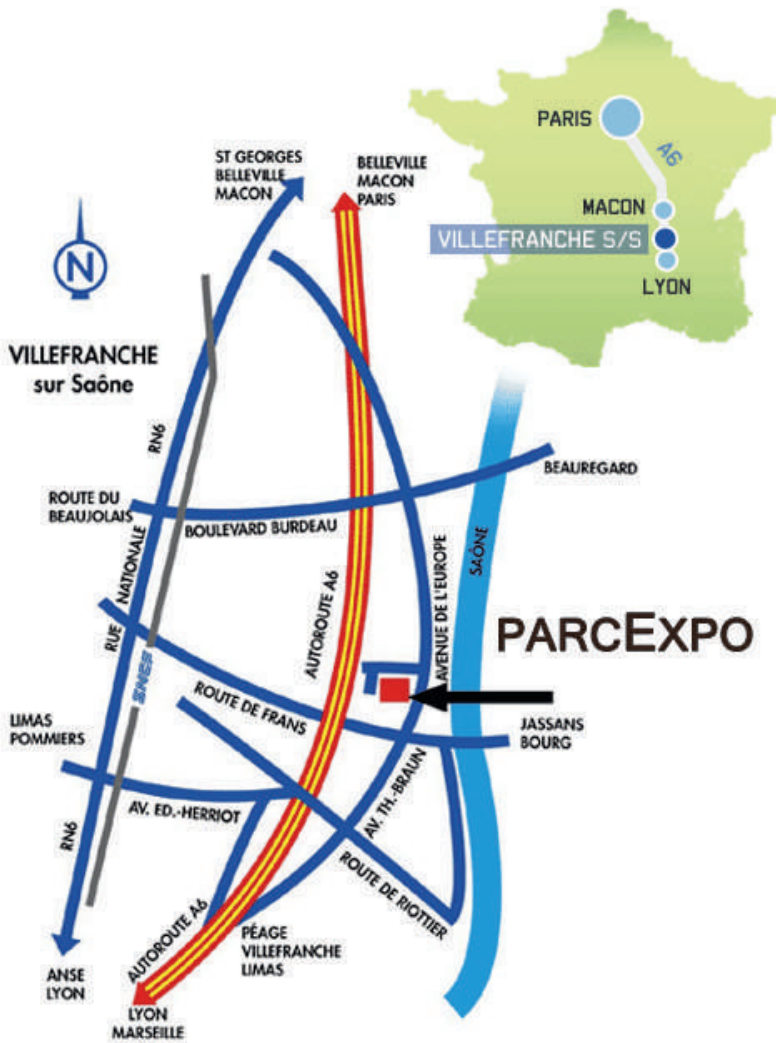 PARIS
A6
MACON
VILLEFRANCHE S/S
LYON
ST GEORGES
BELLEVILLE
MACON
BELLEVILLE
MACON
PARIS
N
VILLEFRANCHE
sur Saône
RN6
ROUTE DU
BEAUJOLAIS
BOULEVARD BURDEAU
BEAUREGARD
RUE NATIONALE
AUTOROUTE A6
AVENUE DE L'EUROPE
SAÔNE
PARCEXPO
SNCF
ROUTE DE FRANS
LIMAS
POMMIERS
JASSANS
BOURG
AV. ED.-HERRIOT
AV. TH.-BRAUN
RN6
ROUTE DE RIOTTIER
AUTOROUTE A6
PÉAGE
VILLEFRANCHE
LIMAS
ANSE
LYON
LYON
MARSEILLE